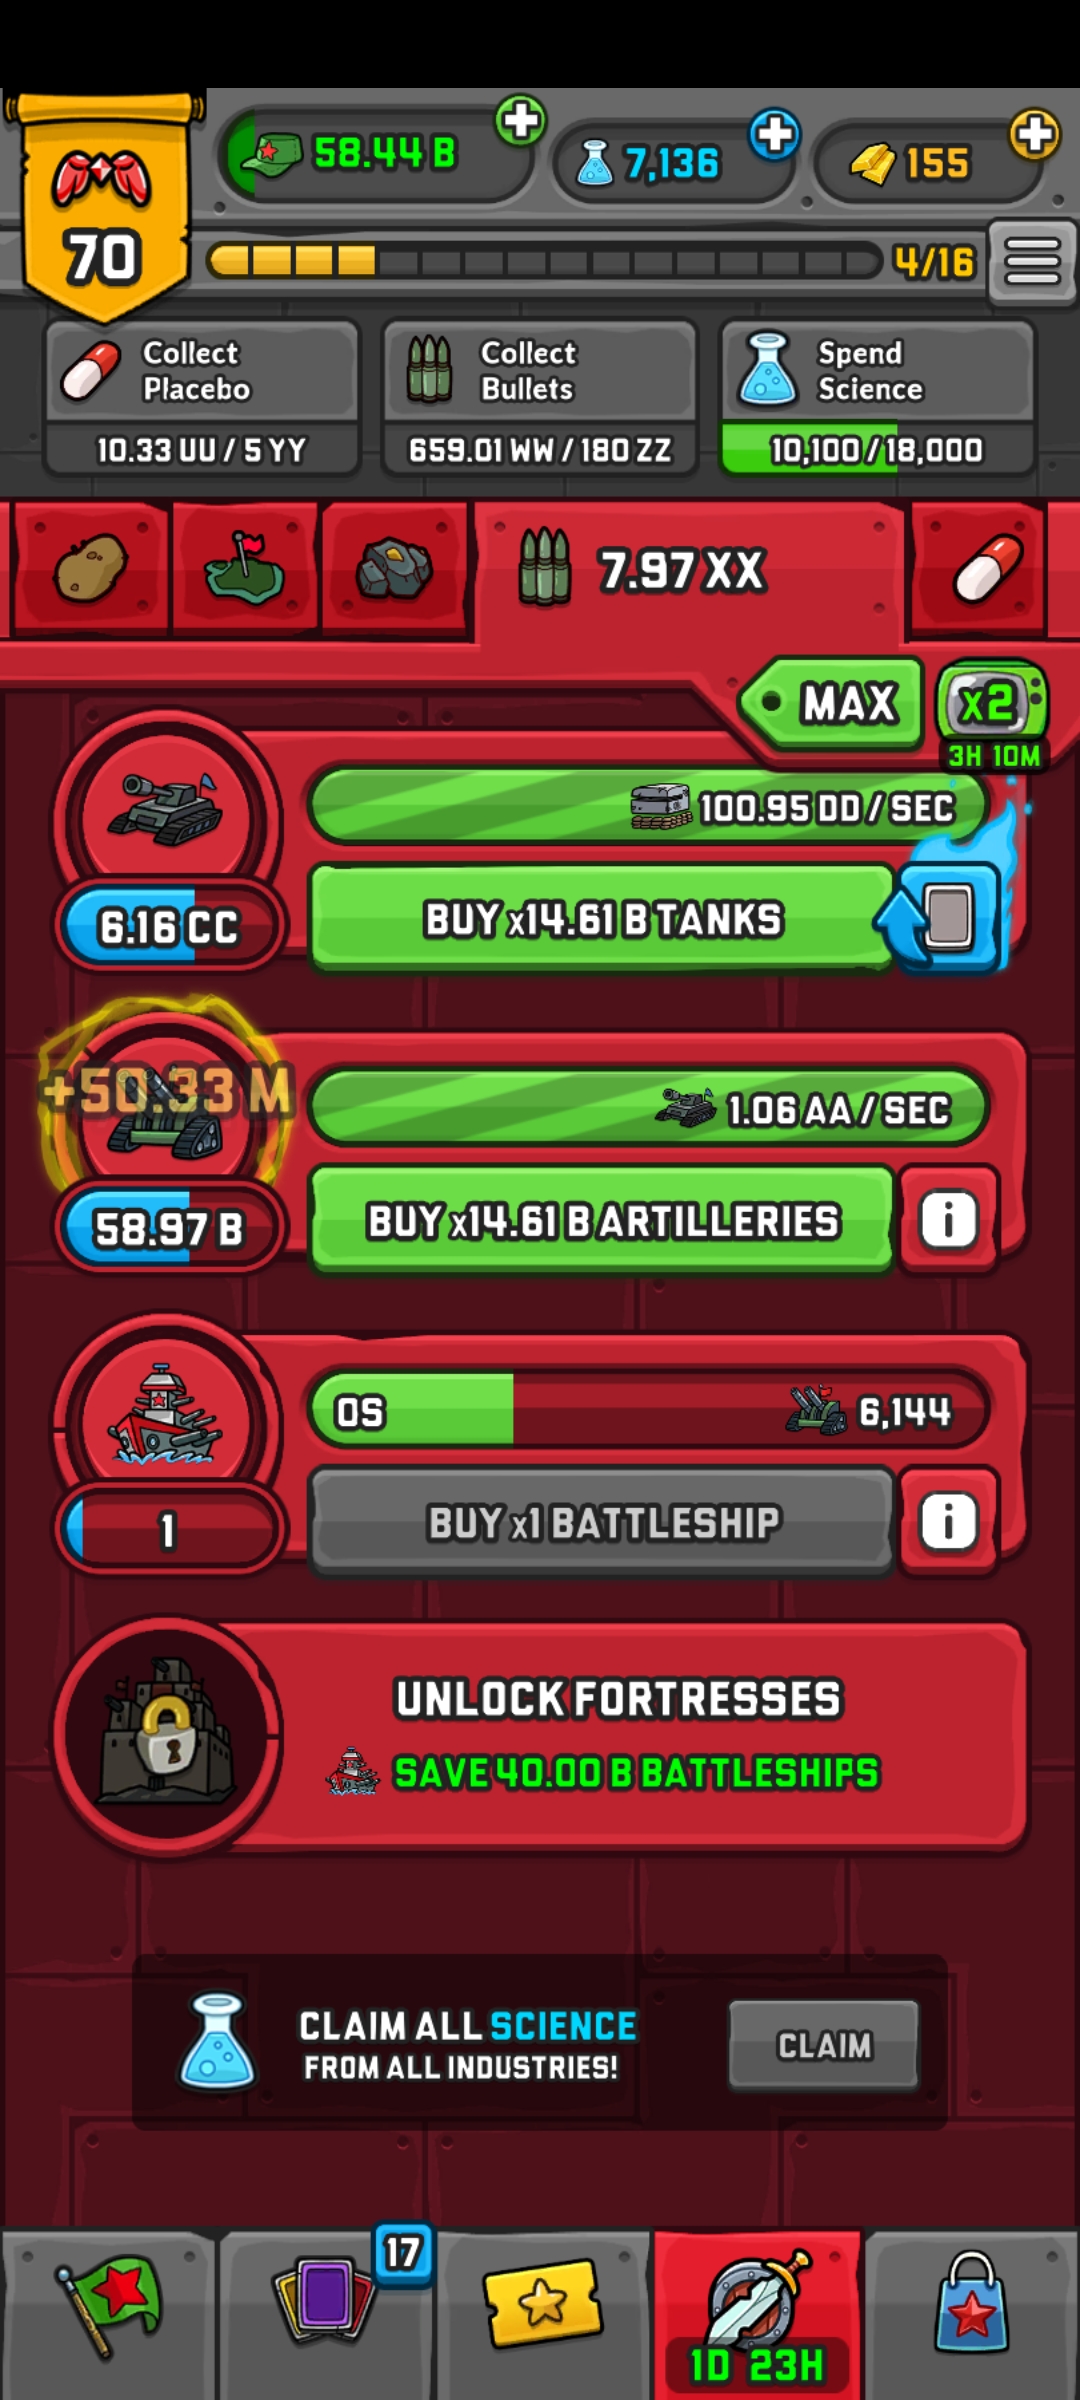 58.44 B
7,136
155
70
4/16
Collect
Placebo
10.33 UU / 5 YY
Collect
Bullets
659.01 WW / 180 ZZ
Spend
Science
10,100 / 18,000
7.97 XX
MAX
x2
3H 10M
100.95 DD / SEC
6.16 CC
BUY x14.61 B TANKS
+50.33 M
1.06 AA / SEC
58.97 B
BUY x14.61 B ARTILLERIES
i
0S
6,144
1
BUY x1 BATTLESHIP
i
UNLOCK FORTRESSES
SAVE 40.00 B BATTLESHIPS
CLAIM ALL SCIENCE
FROM ALL INDUSTRIES!
CLAIM
17
1D 23H